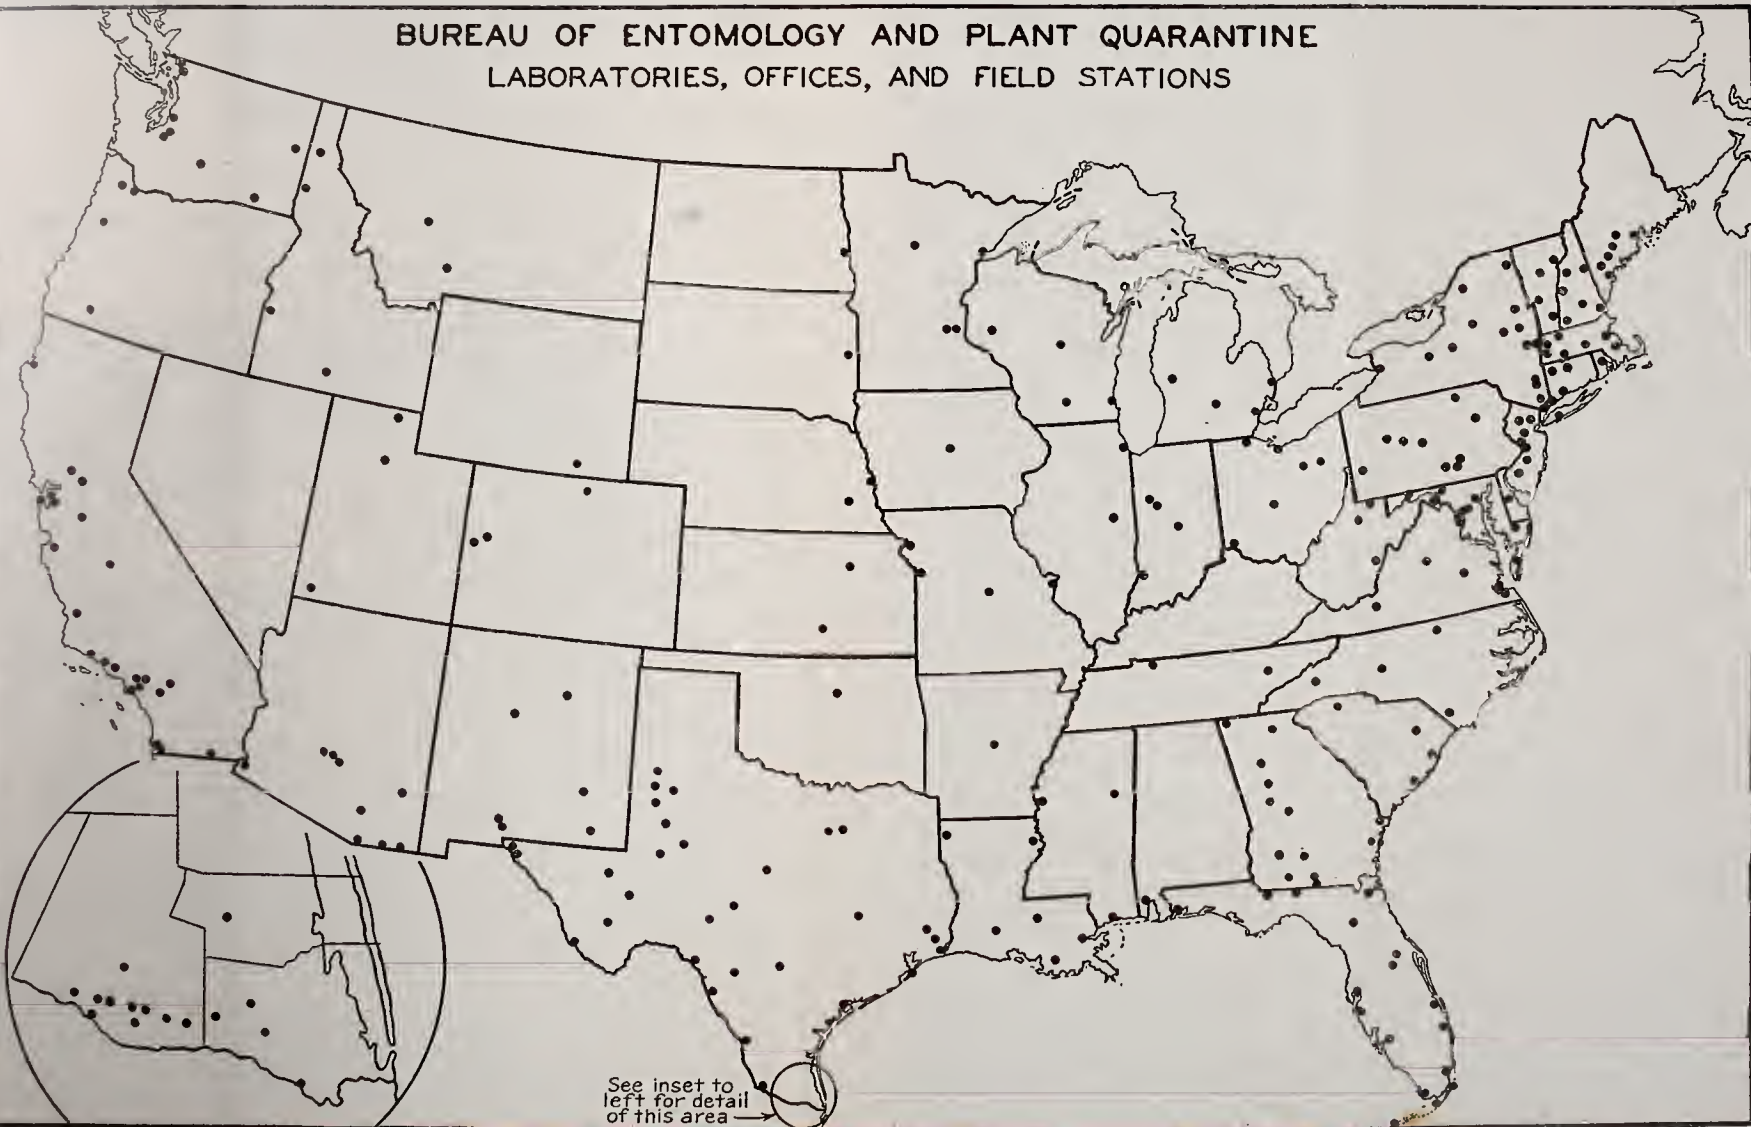 BUREAU OF ENTOMOLOGY AND PLANT QUARANTINE
LABORATORIES, OFFICES, AND FIELD STATIONS
See inset to
left for detail
of this area